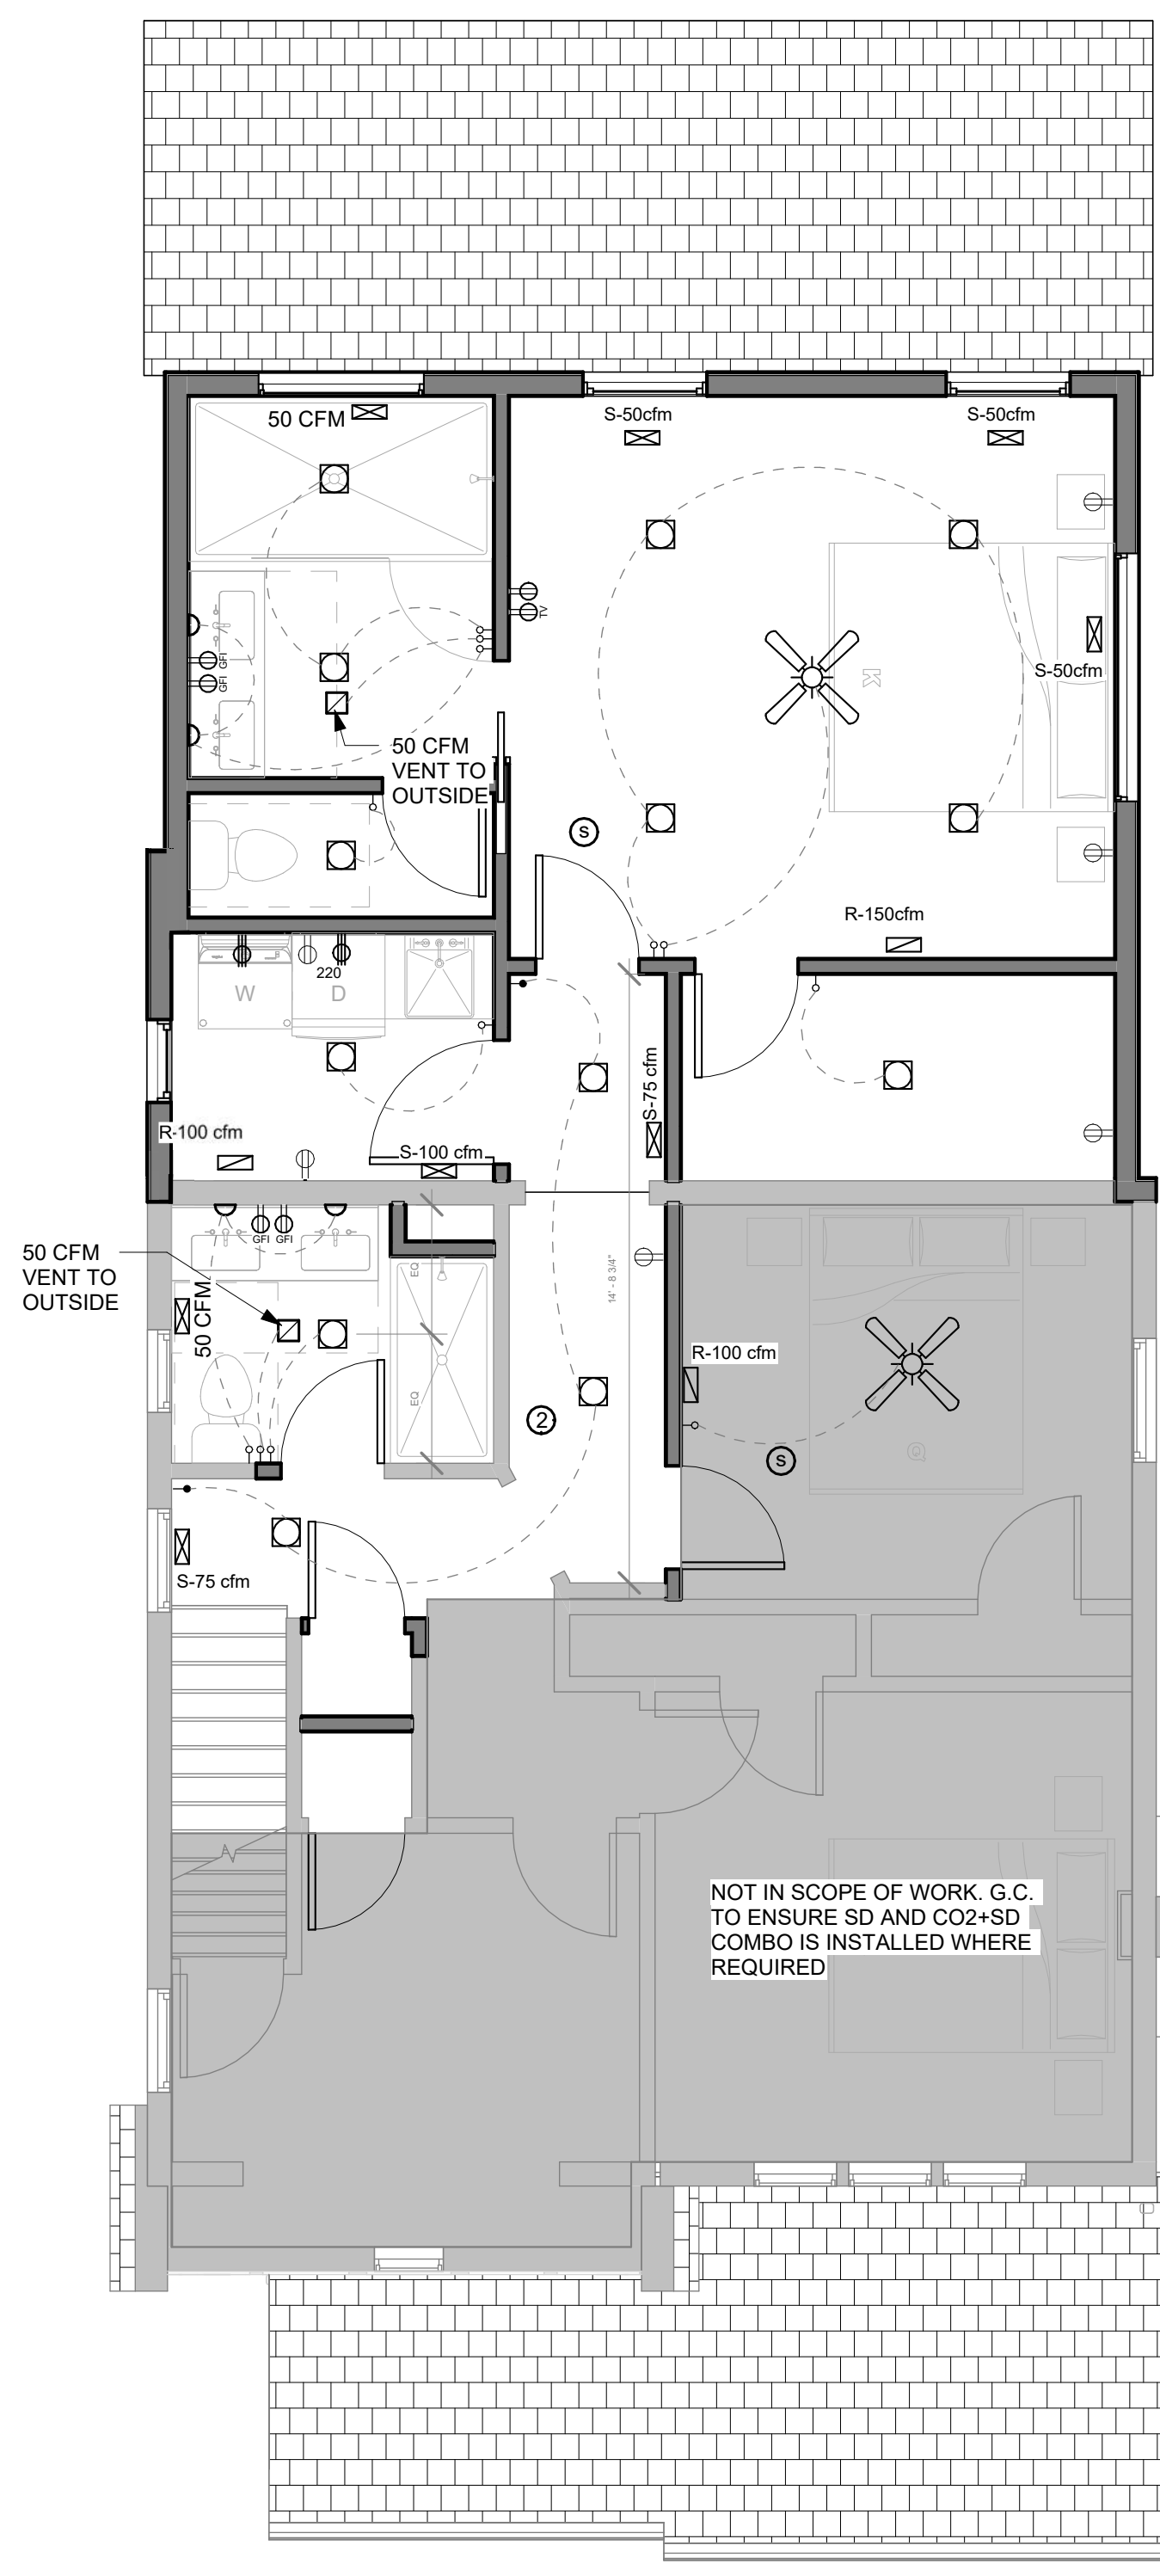 50 CFM
S-50cfm
S-50cfm
TV
GFI
GFI
K
S-50cfm
50 CFM
VENT TO
OUTSIDE
S
R-150cfm
220
W
D
S-75 cfm
R-100 cfm
S-100 cfm
GFI
GFI
50 CFM
VENT TO
OUTSIDE
50 CFM
EQ
EQ
14' - 8 3/4"
R-100 cfm
2
S
Q
S-75 cfm
NOT IN SCOPE OF WORK. G.C.
TO ENSURE SD AND CO2+SD
COMBO IS INSTALLED WHERE
REQUIRED